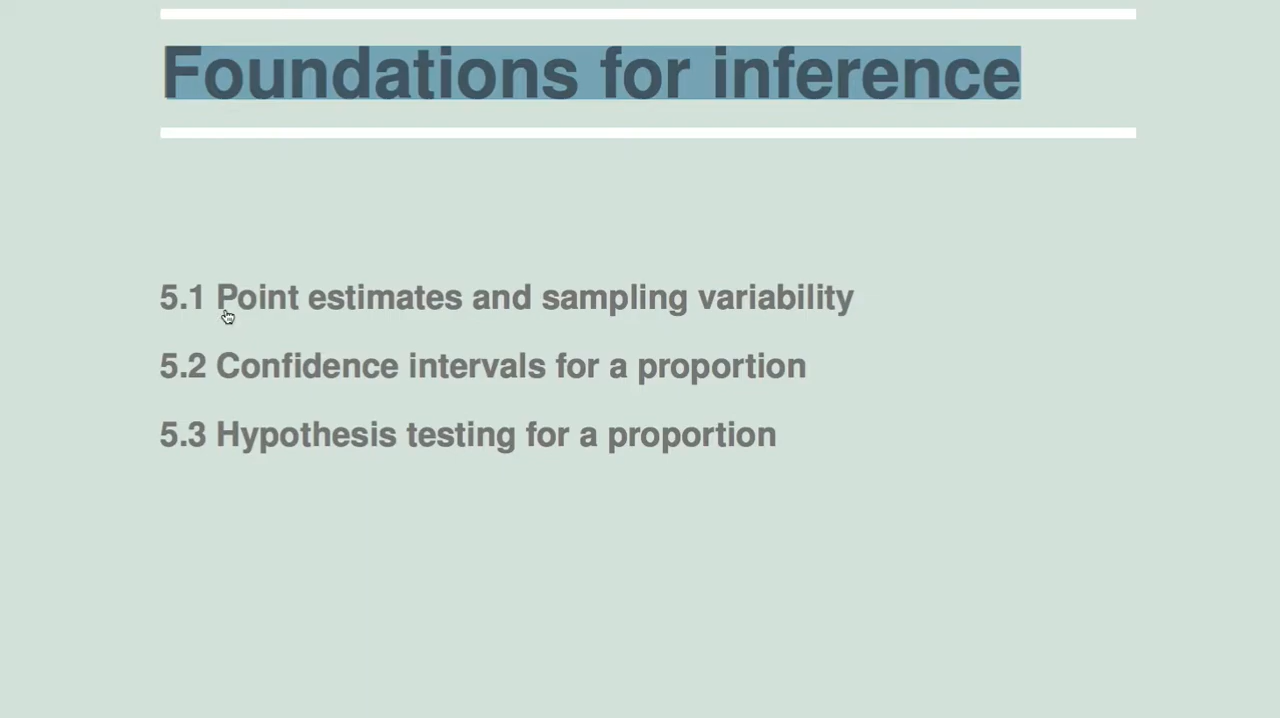 Foundations for inference
5.1 Point estimates and sampling variability
5.2 Confidence intervals for a proportion
5.3 Hypothesis testing for a proportion